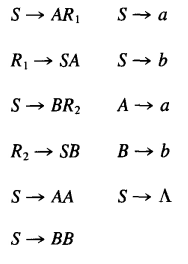 S → AR₁ S → a
R₁ → SA S → b
S → BR₂ A → a
R₂ → SB B → b
S → AA S → Λ
S → BB